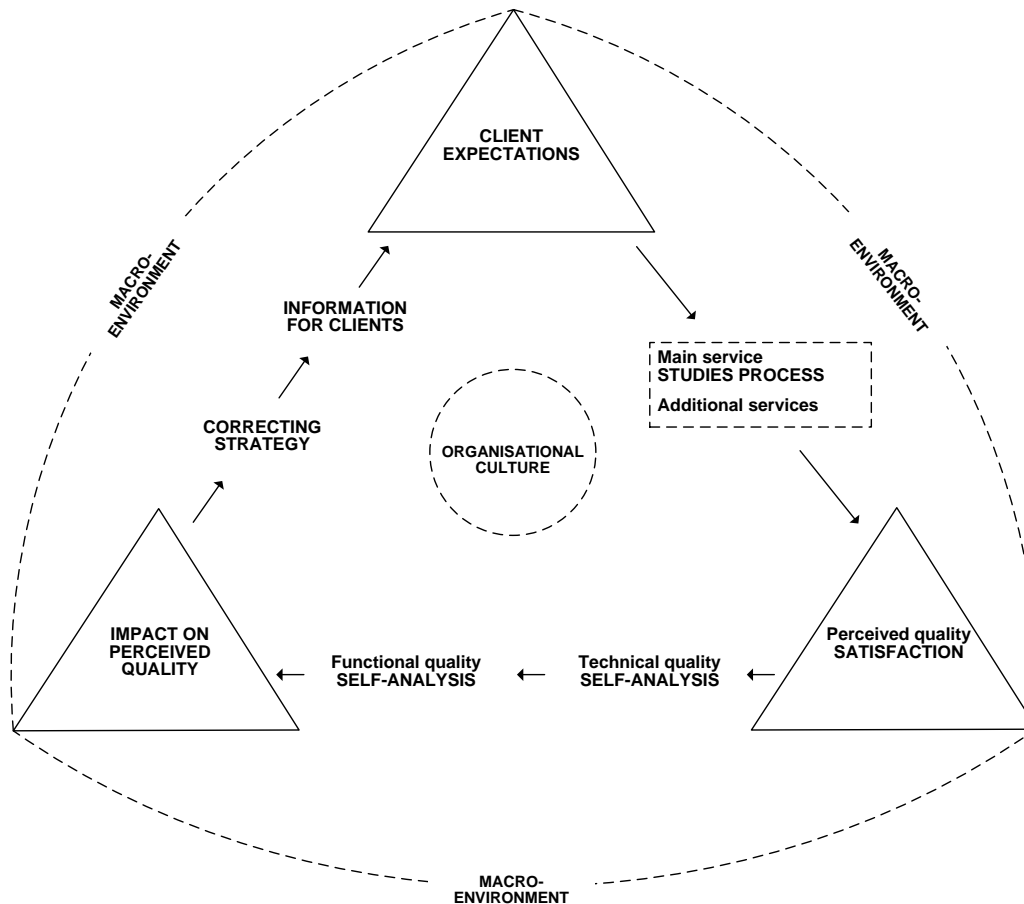 CLIENT
EXPECTATIONS
MACRO-
ENVIRONMENT
MACRO-
ENVIRONMENT
INFORMATION
FOR CLIENTS
Main service
STUDIES PROCESS
Additional services
CORRECTING
STRATEGY
ORGANISATIONAL
CULTURE
IMPACT ON
PERCEIVED
QUALITY
Functional quality
SELF-ANALYSIS
Technical quality
SELF-ANALYSIS
Perceived quality
SATISFACTION
MACRO-
ENVIRONMENT